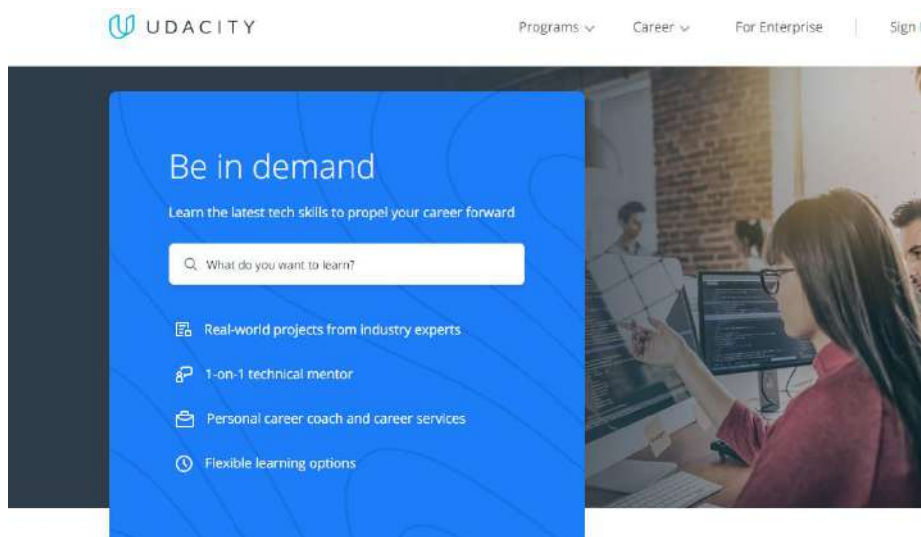 UDACITY
Programs
Career
For Enterprise
Sign
Be in demand
Learn the latest tech skills to propel your career forward
What do you want to learn?
Real-world projects from industry experts
1-on-1 technical mentor
Personal career coach and career services
Flexible learning options